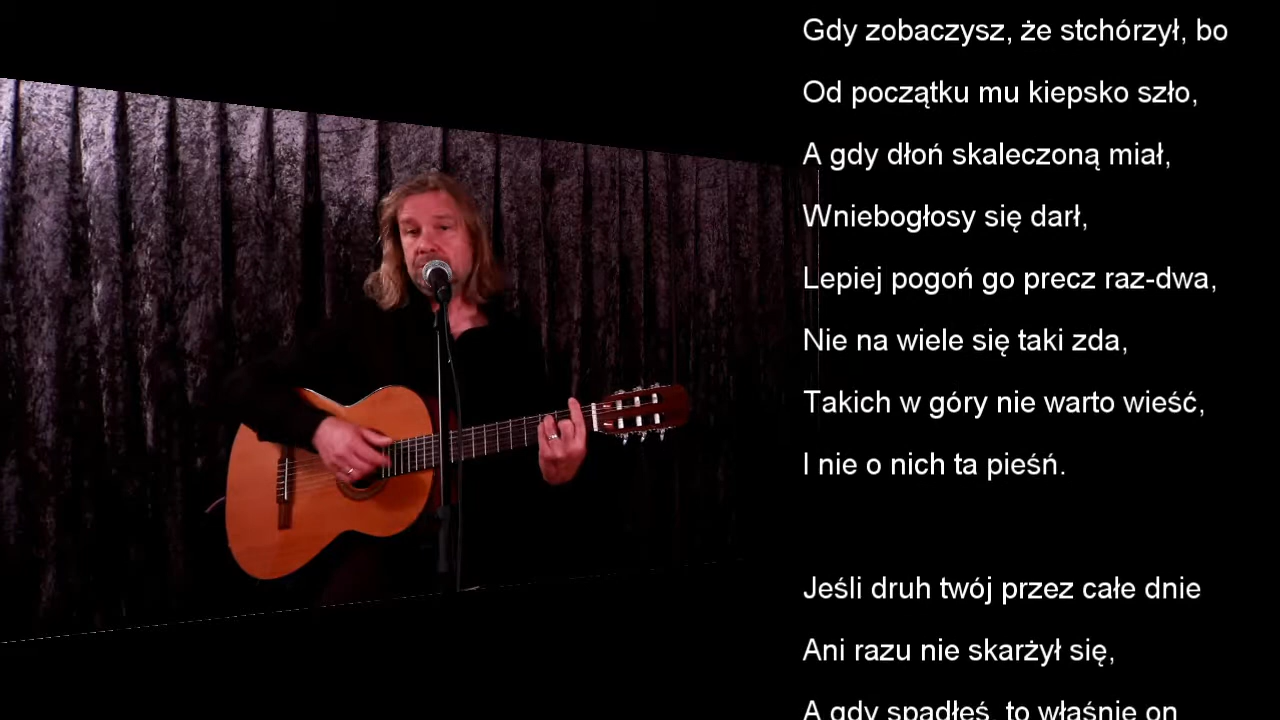 Gdy zobaczysz, że stchórzył, bo
Od początku mu kiepsko szło,
A gdy dłoń skaleczoną miał,
Wniebogłosy się darł,
Lepiej pogoń go precz raz-dwa,
Nie na wiele się taki zda,
Takich w góry nie warto wieść,
I nie o nich ta pieśń.
Jeśli druh twój przez całe dnie
Ani razu nie skarżył się,
A gdy spadłeś, to właśnie on